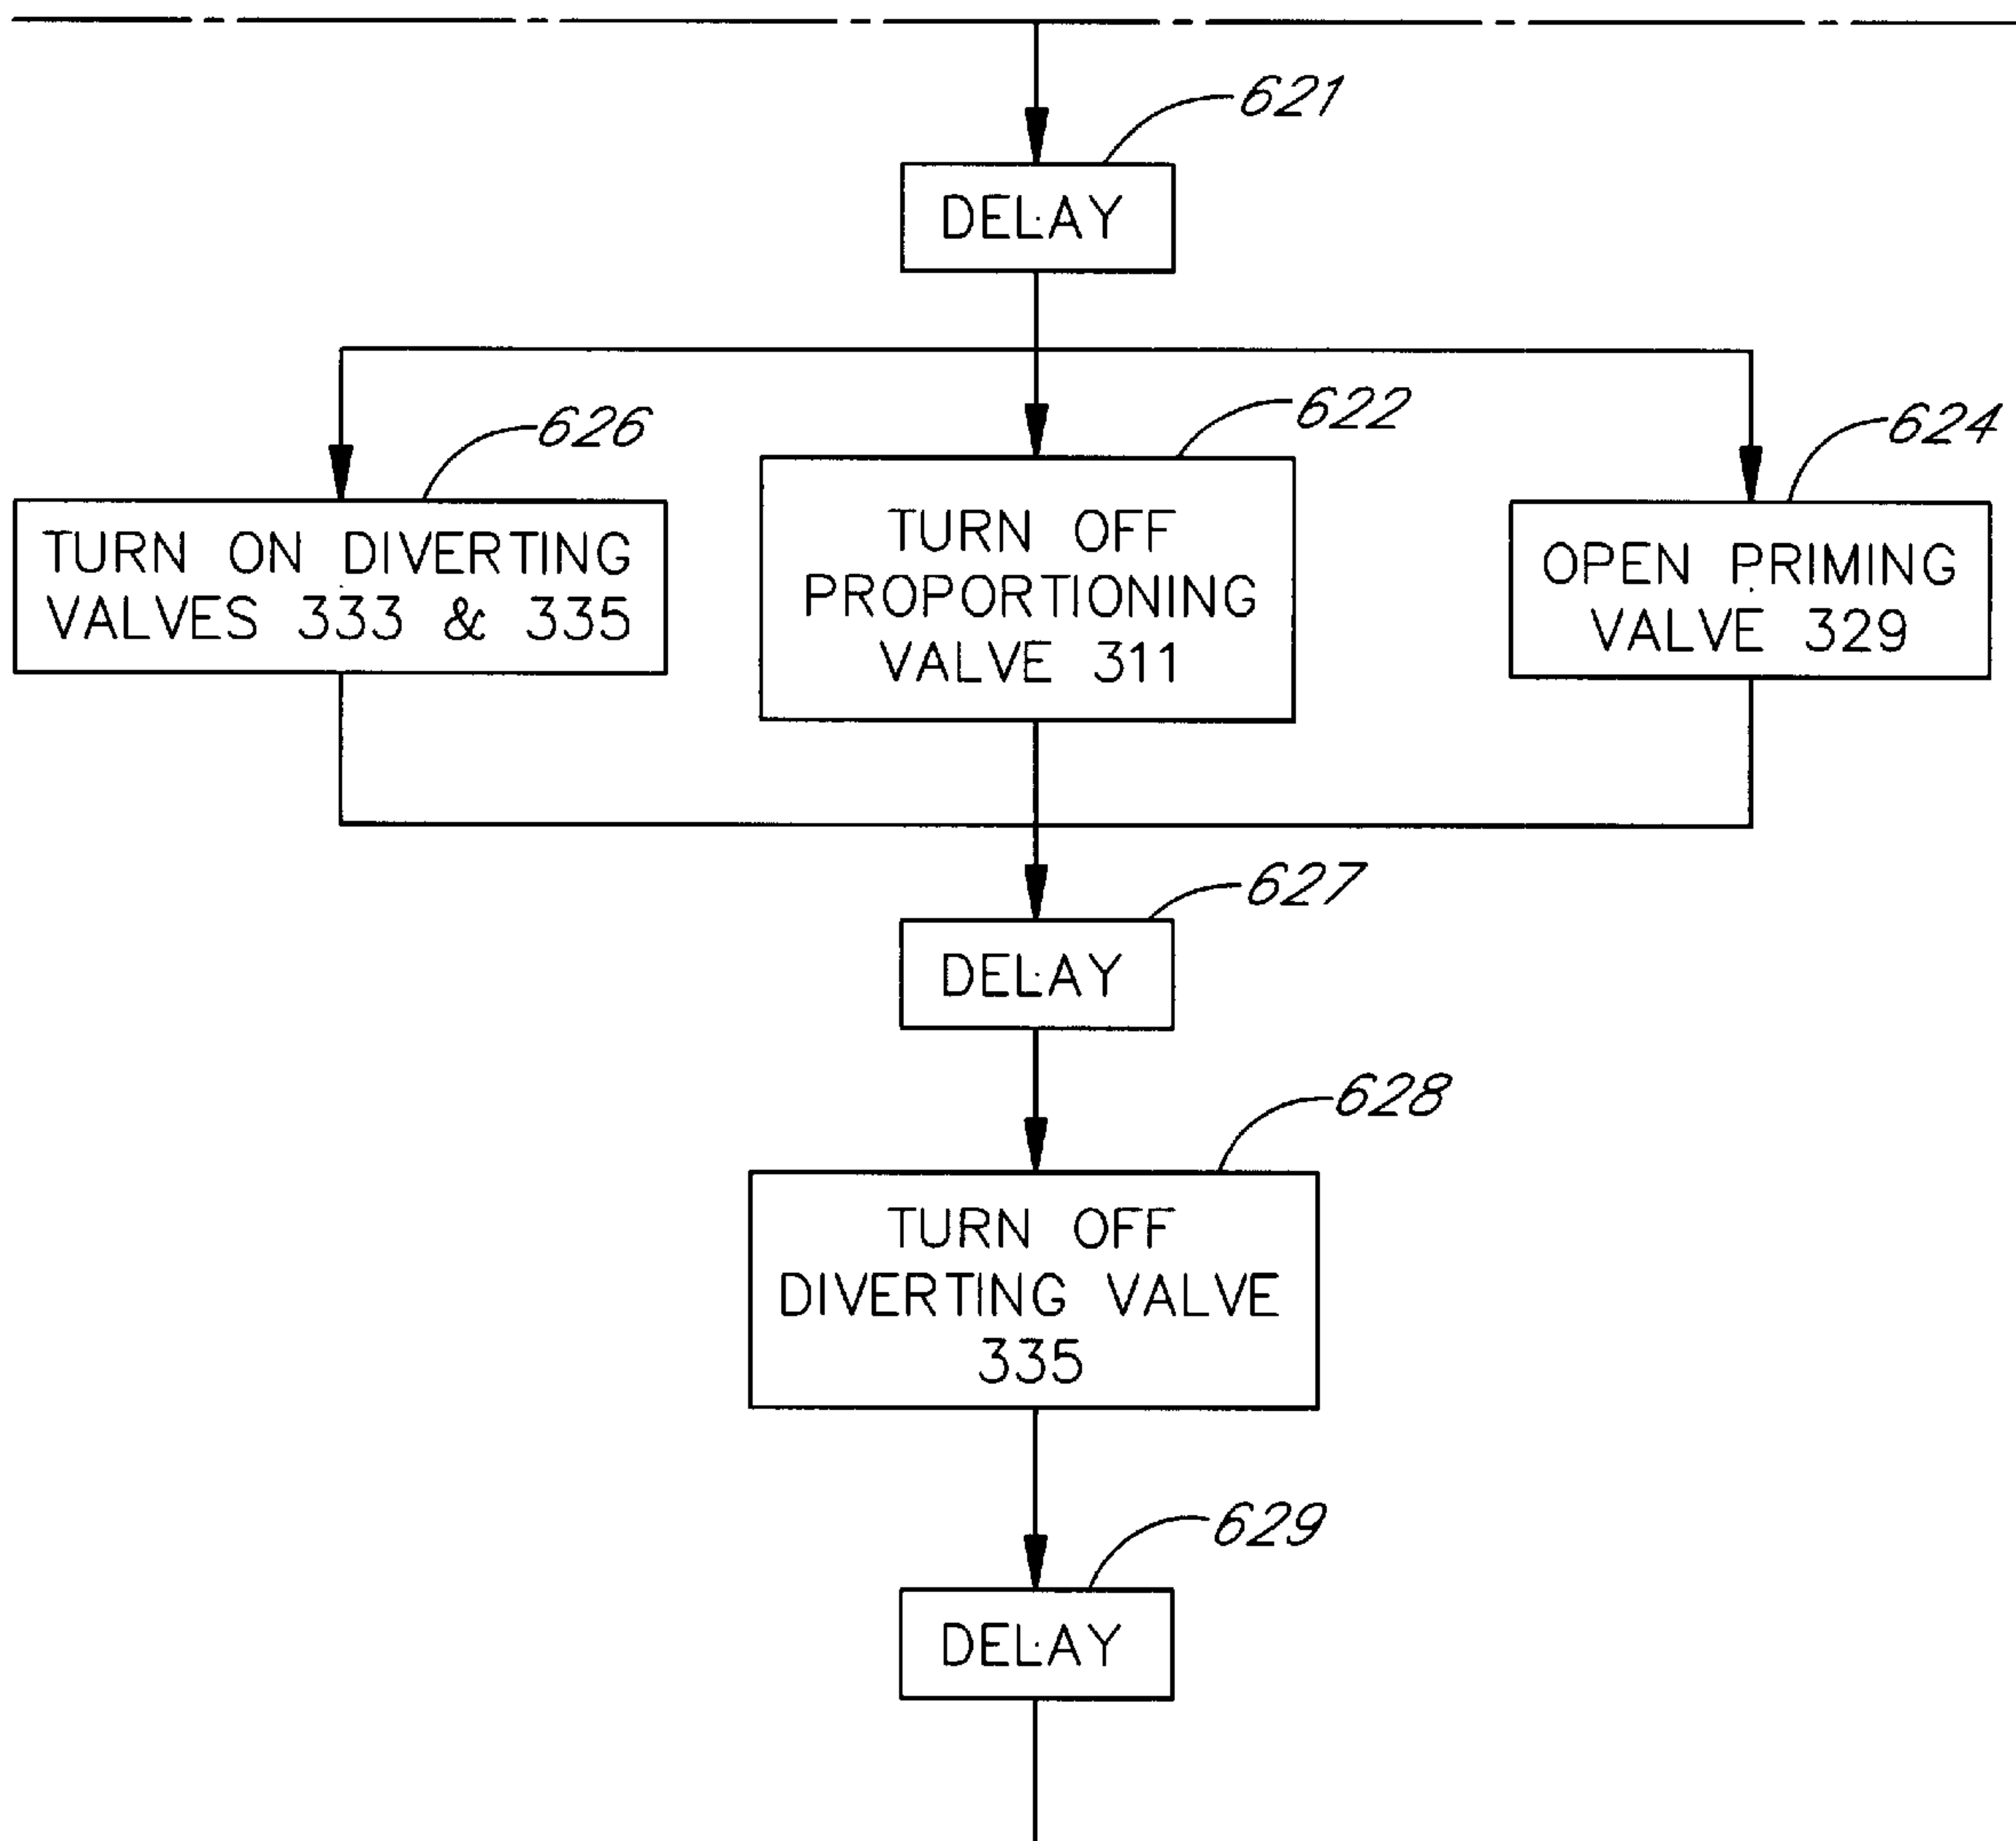 621
DELAY
626
TURN ON DIVERTING
VALVES 333 & 335
622
TURN OFF
PROPORTIONING
VALVE 311
624
OPEN PRIMING
VALVE 329
627
DELAY
628
TURN OFF
DIVERTING VALVE
335
629
DELAY